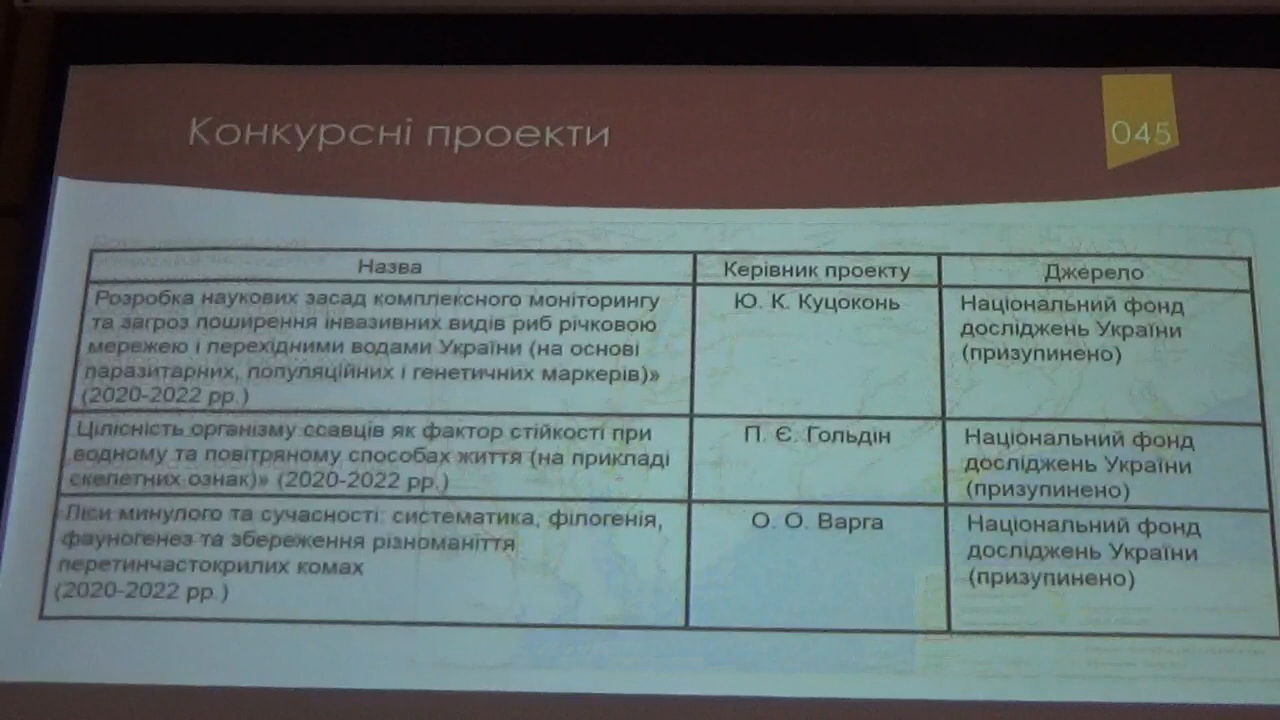 Конкурсні проекти
045
Назва
Керівник проекту
Джерело
Розробка наукових засад комплексного моніторингу
та загроз поширення інвазивних видів риб річковою
мережею і перехідними водами України (на основі
паразитарних, популяційних і генетичних маркерів)»
(2020-2022 рр.)
Ю. К. Куцоконь
Національний фонд
досліджень України
(призупинено)
Цілісність організму ссавців як фактор стійкості при
водному та повітряному способах життя (на прикладі
скелетних ознак)» (2020-2022 рр.)
П. Є. Гольдін
Національний фонд
досліджень України
(призупинено)
Ліси минулого та сучасності: систематика, філогенія,
фауногенез та збереження різноманіття
перетинчастокрилих комах
(2020-2022 рр.)
О. О. Варга
Національний фонд
досліджень України
(призупинено)